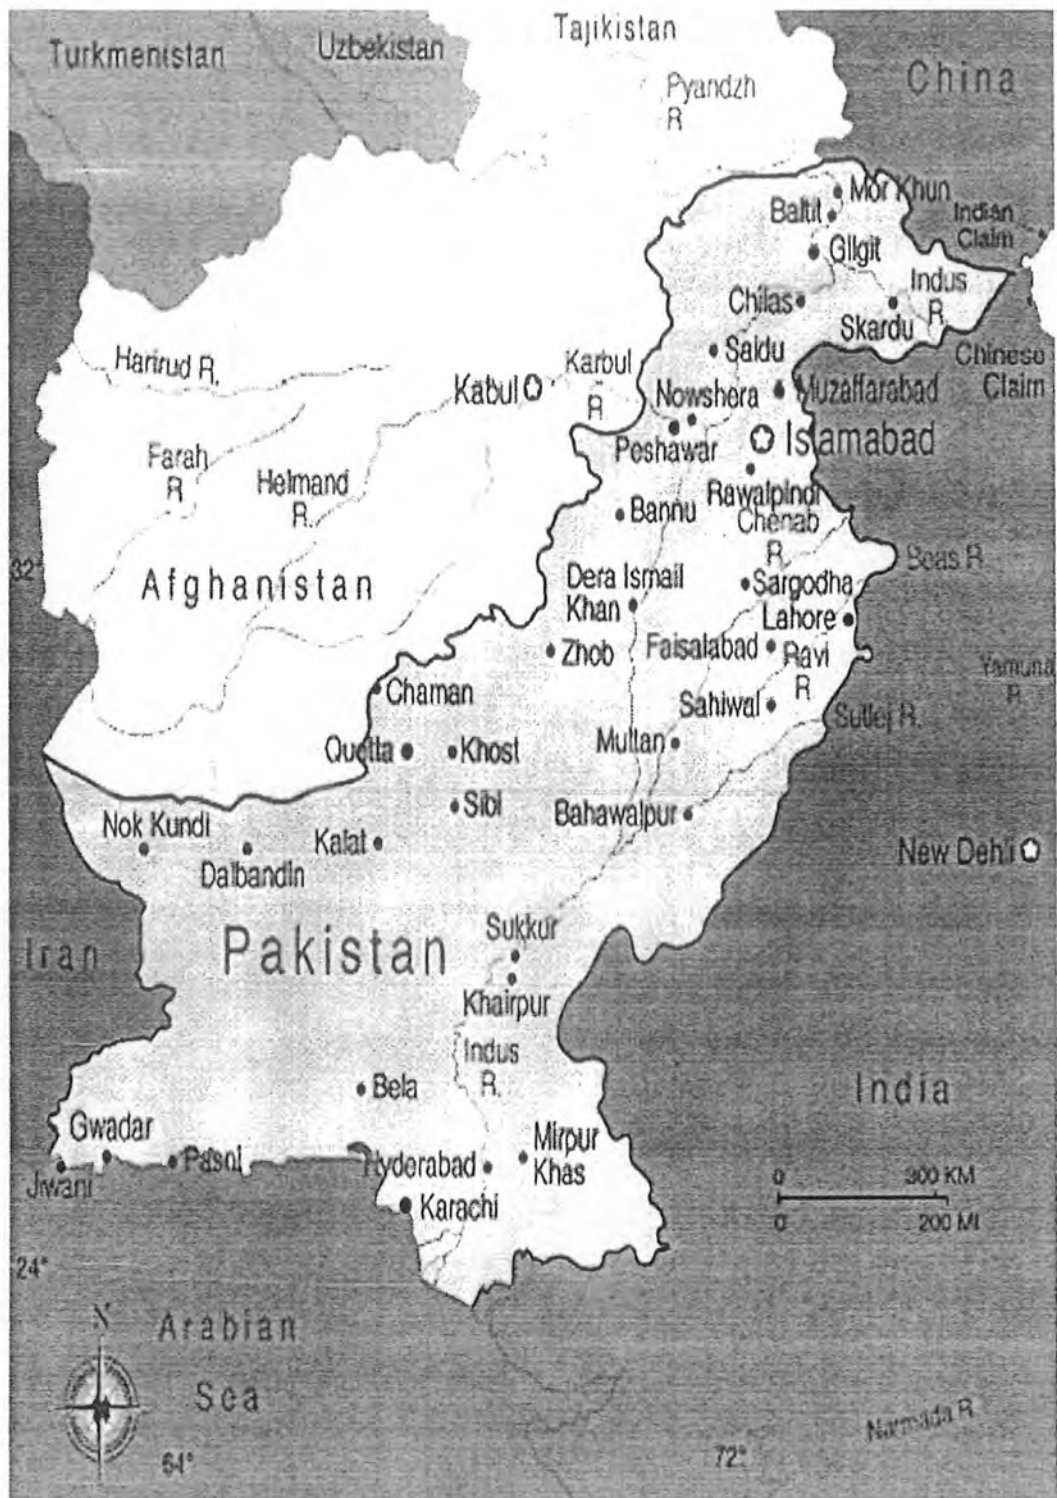 Turkmenistan
Uzbekistan
Tajikistan
China
Pyandzh
R
Mor Khun
Baltit
Indian
Claim
Gilgit
Indus
R.
Chilas
Skardu
Saidu
Chinese
Claim
Harirud R.
Karbul
R
Kabul
Nowshera
Muzaffarabad
Peshawar
Islamabad
Farah
R
Helmand
R.
Rawalpindi
Bannu
Chenab
R
Beas R
32°
Afghanistan
Dera Ismail
Khan
Sargodha
Lahore
Zhob
Faisalabad
Ravi
R
Yamuna
R
Chaman
Sahiwal
Sutlej R.
Quetta
Khost
Multan
Sibi
Bahawalpur
Nok Kundi
Kalat
Dalbandin
New Dehli
Iran
Pakistan
Sukkur
Khairpur
Indus
R.
Bela
India
Gwadar
Jiwani
Pasni
Hyderabad
Mirpur
Khas
0 300 KM
0 200 MI
Karachi
24°
N
Arabian
Sea
Narmada R
64°
72°